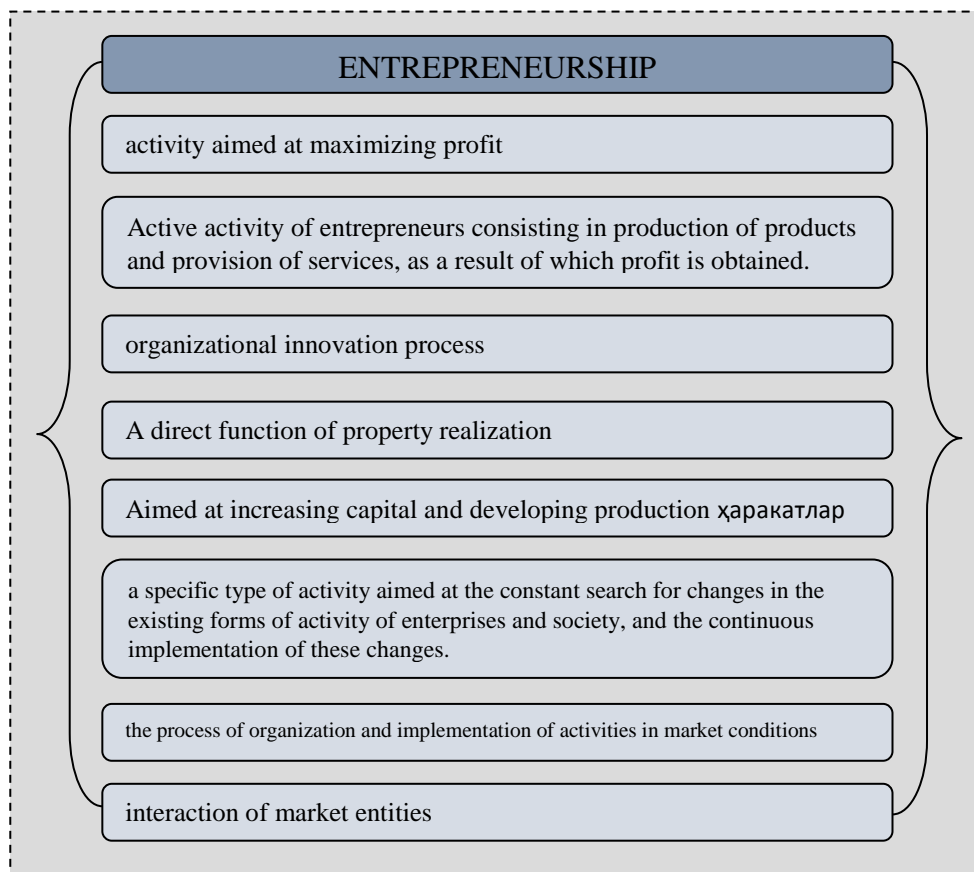 ENTREPRENEURSHIP
activity aimed at maximizing profit
Active activity of entrepreneurs consisting in production of products
and provision of services, as a result of which profit is obtained.
organizational innovation process
A direct function of property realization
Aimed at increasing capital and developing production ҳаракатлар
a specific type of activity aimed at the constant search for changes in the
existing forms of activity of enterprises and society, and the continuous
implementation of these changes.
the process of organization and implementation of activities in market conditions
interaction of market entities